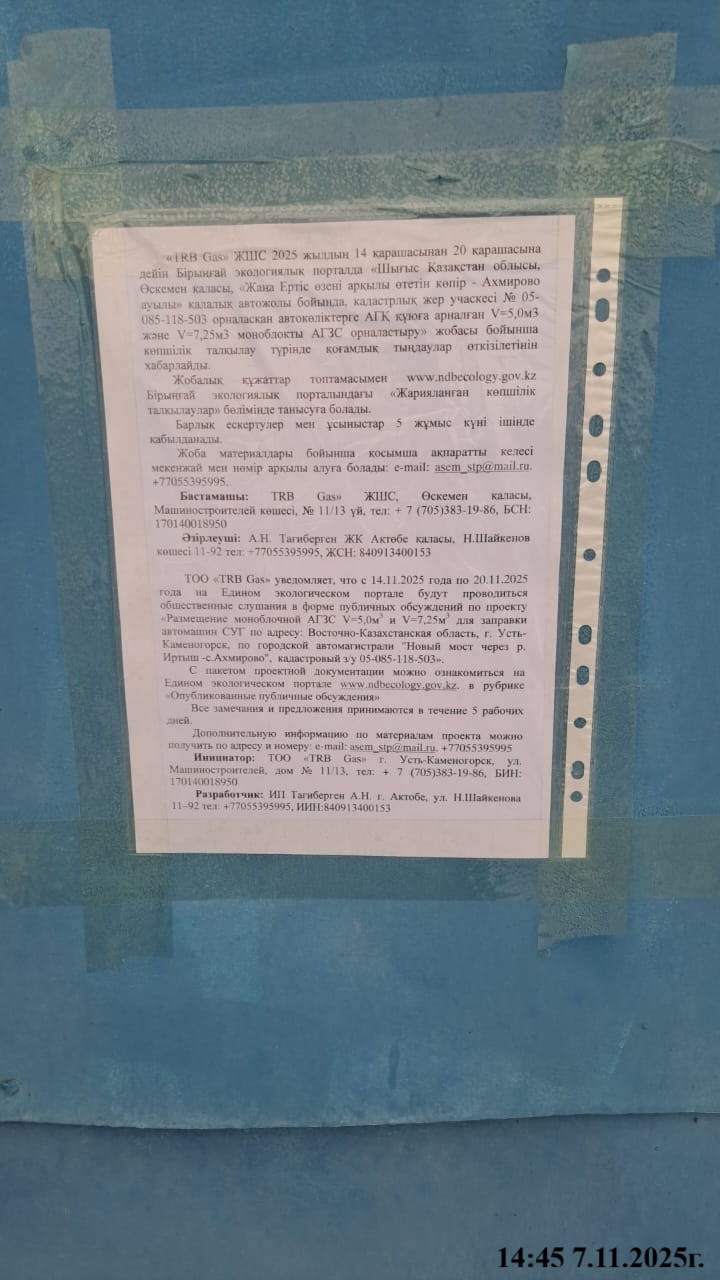 «TRB Gas» ЖШС 2025 жылдың 14 қарашасынан 20 қарашасына
дейін Бірыңғай экологиялық порталда «Шығыс Қазақстан облысы,
Өскемен қаласы, «Жаңа Ертіс өзені арқылы өтетін көпір - Ахмирово
ауылы» қалалық автожолы бойында, кадастрлық жер учаскесі № 05-
085-118-503 орналасқан автокөліктерге АГҚ құюға арналған V=5,0м3
және V=7,25м3 моноблокты АГЗС орналастыру» жобасы бойынша
көпшілік талқылау түрінде қоғамдық тыңдаулар өткізілетінін
хабарлайды.
Жобалық құжаттар топтамасымен www.ndbecology.gov.kz
Бірыңғай экологиялық порталындағы «Жарияланған көпшілік
талқылаулар» бөлімінде танысуға болады.
Барлық ескертулер мен ұсыныстар 5 жұмыс күні ішінде
қабылданады.
Жоба материалдары бойынша қосымша ақпаратты келесі
мекенжай мен нөмір арқылы алуға болады: e-mail: asem_stp@mail.ru.
+77055395995.
Бастамашы: TRB Gas» ЖШС, Өскемен қаласы,
Машиностроителей көшесі, № 11/13 үй, тел: + 7 (705)383-19-86, БСН:
170140018950
Әзірлеуші: А.Н. Тагиберген ЖК Ақтөбе қаласы, Н.Шайкенов
көшесі 11-92 тел: +77055395995, ЖСН: 840913400153
ТОО «TRB Gas» уведомляет, что с 14.11.2025 года по 20.11.2025
года на Едином экологическом портале будут проводиться
общественные слушания в форме публичных обсуждений по проекту
«Размещение моноблочной АГЗС V=5,0м³ и V=7,25м³ для заправки
автомашин СУГ по адресу: Восточно-Казахстанская область, г. Усть-
Каменогорск, по городской автомагистрали "Новый мост через р.
Иртыш -с.Ахмирово", кадастровый з/у 05-085-118-503».
С пакетом проектной документации можно ознакомиться на
Едином экологическом портале www.ndbecology.gov.kz. в рубрике
«Опубликованные публичные обсуждения»
Все замечания и предложения принимаются в течение 5 рабочих
дней.
Дополнительную информацию по материалам проекта можно
получить по адресу и номеру: e-mail: asem_stp@mail.ru. +77055395995
Инициатор: ТОО «TRB Gas» г. Усть-Каменогорск, ул.
Машиностроителей, дом № 11/13, тел: + 7 (705)383-19-86, БИН:
170140018950
Разработчик: ИП Тагиберген А.Н. г. Актобе, ул. Н.Шайкенова
11–92 тел: +77055395995, ИИН:840913400153
14:45 7.11.2025г.